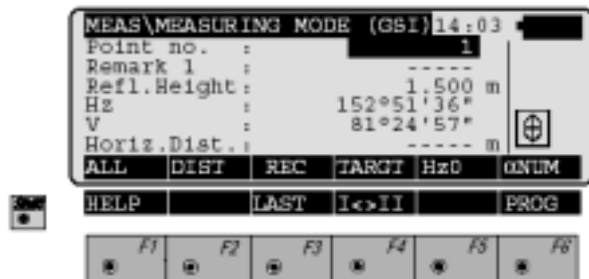 MEAS\MEASURING MODE (GSI) 14:03
Point no. : 1
Remark 1 : -----
Refl.Height: 1.500 m
Hz : 152°51'36"
V : 81°24'57"
Horiz.Dist.: ----- m
ALL DIST REC TARGT Hz0 αNUM
HELP LAST I<>II PROG
F1 F2 F3 F4 F5 F6